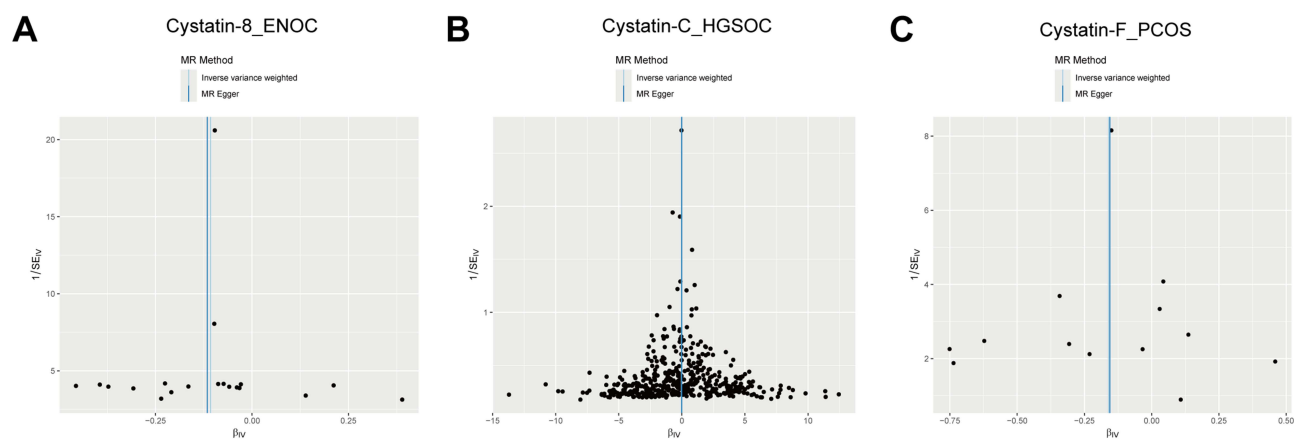 A
Cystatin-8_ENOC
MR Method
Inverse variance weighted
MR Egger
20
15
10
5
1/SE_IV
−0.25
0.00
0.25
β_IV
B
Cystatin-C_HGSOC
MR Method
Inverse variance weighted
MR Egger
2
1
1/SE_IV
−15
−10
−5
0
5
10
15
β_IV
C
Cystatin-F_PCOS
MR Method
Inverse variance weighted
MR Egger
8
6
4
2
1/SE_IV
−0.75
−0.50
−0.25
0.00
0.25
0.50
β_IV